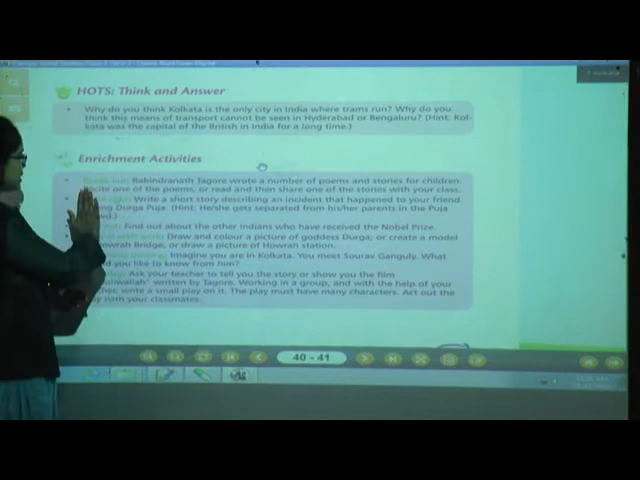 HOTS: Think and Answer
• Why do you think Kolkata is the only city in India where trams run? Why do you
think this means of transport cannot be seen in Hyderabad or Bengaluru? (Hint: Kol-
kata was the capital of the British in India for a long time.)
Enrichment Activities
• Rabindranath Tagore wrote a number of poems and stories for children.
Recite one of the poems, or read and then share one of the stories with your class.
Write a short story describing an incident that happened to your friend
Durga Puja. (Hint: He/she gets separated from his/her parents in the Puja
Find out about the other Indians who have received the Nobel Prize.
Draw and colour a picture of goddess Durga; or create a model
Howrah Bridge; or draw a picture of Howrah station.
Imagine you are in Kolkata. You meet Sourav Ganguly. What
you like to know from him?
Ask your teacher to tell you the story or show you the film
written by Tagore. Working in a group, and with the help of your
write a small play on it. The play must have many characters. Act out the
with your classmates.
40 - 41